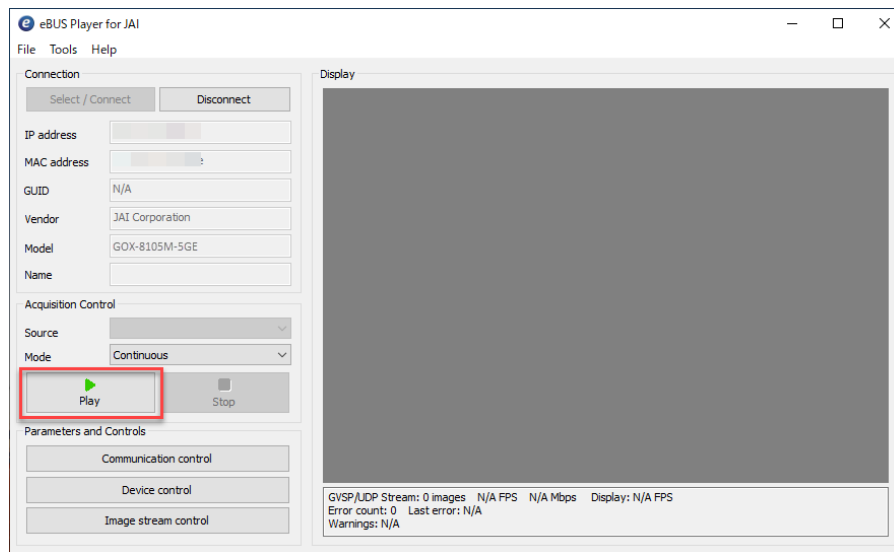 eBUS Player for JAI
File Tools Help
Connection
Select / Connect Disconnect
IP address
MAC address
GUID N/A
Vendor JAI Corporation
Model GOX-8105M-5GE
Name
Acquisition Control
Source
Mode Continuous
Play Stop
Parameters and Controls
Communication control
Device control
Image stream control
Display
GVSP/UDP Stream: 0 images N/A FPS N/A Mbps Display: N/A FPS
Error count: 0 Last error: N/A
Warnings: N/A